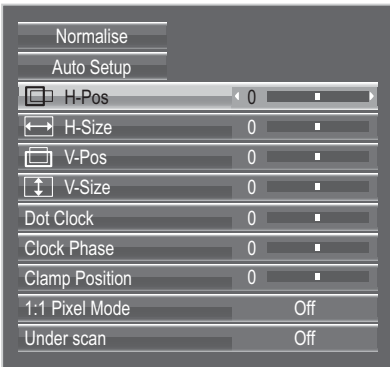 Normalise
Auto Setup
H-Pos 0
H-Size 0
V-Pos 0
V-Size 0
Dot Clock 0
Clock Phase 0
Clamp Position 0
1:1 Pixel Mode Off
Under scan Off